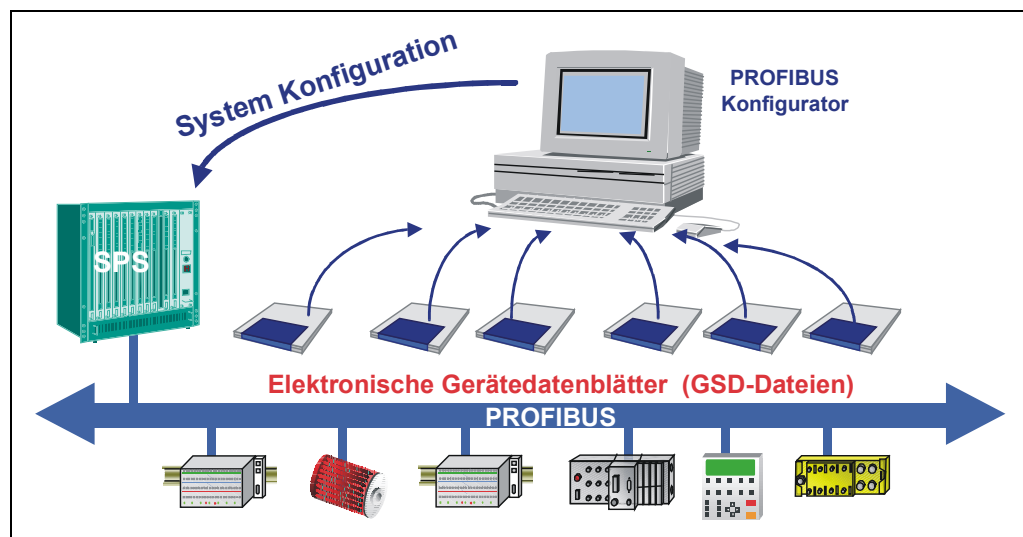 System Konfiguration
PROFIBUS
Konfigurator
SPS
Elektronische Gerätedatenblätter (GSD-Dateien)
PROFIBUS